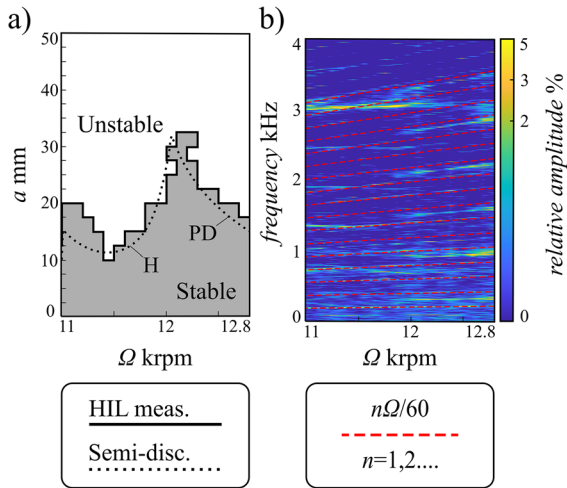 a)
50
40
30
20
10
0
a mm
Unstable
PD
H
Stable
11
12
12.8
Ω krpm
HIL meas.
Semi-disc.
b)
4
3
2
1
0
frequency kHz
11
12
12.8
Ω krpm
5
3
2
0
relative amplitude %
nΩ/60
n=1,2....